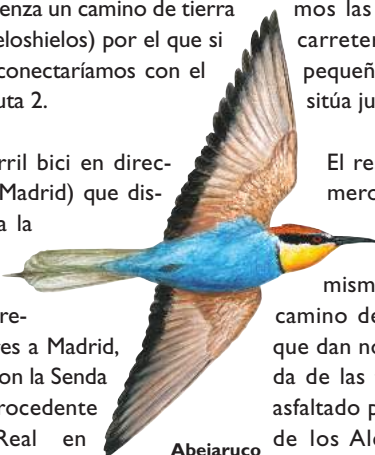 enza un camino de tierra
eloshielos) por el que si
conectaríamos con el
uta 2.
rril bici en direc-
Madrid) que dis-
a la
re-
es a Madrid,
on la Senda
rocedente
Real en
mos las
carreter
pequeñ
sitúa ju
El re
merc
mism
camino de
que dan no
da de las
asfaltado p
de los Al
Abejaruco